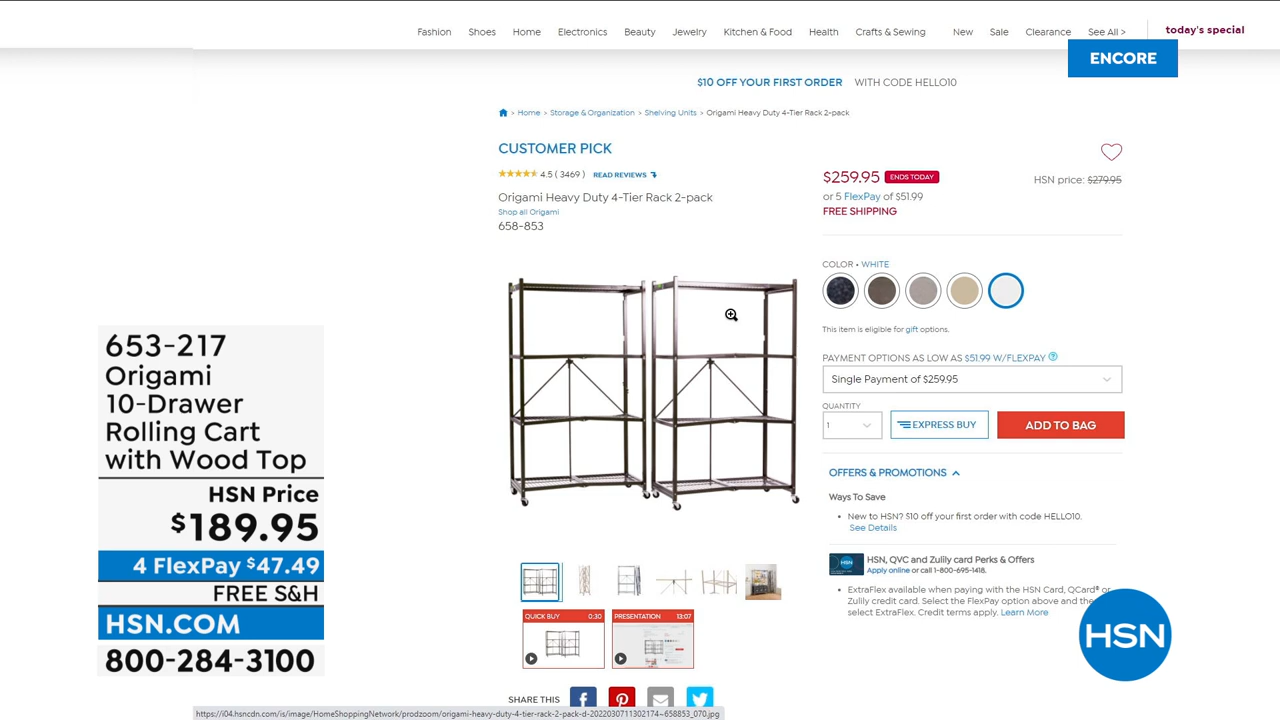 Fashion Shoes Home Electronics Beauty Jewelry Kitchen & Food Health Crafts & Sewing New Sale Clearance See All > today's special
ENCORE
$10 OFF YOUR FIRST ORDER WITH CODE HELLO10
> Home > Storage & Organization > Shelving Units > Origami Heavy Duty 4-Tier Rack 2-pack
CUSTOMER PICK
4.5 ( 3469 ) READ REVIEWS
Origami Heavy Duty 4-Tier Rack 2-pack
Shop all Origami
658-853
$259.95 ENDS TODAY HSN price: $279.95
or 5 FlexPay of $51.99
FREE SHIPPING
COLOR • WHITE
This item is eligible for gift options.
PAYMENT OPTIONS AS LOW AS $51.99 W/FLEXPAY ?
Single Payment of $259.95
QUANTITY
1
EXPRESS BUY
ADD TO BAG
OFFERS & PROMOTIONS
Ways To Save
• New to HSN? $10 off your first order with code HELLO10.
See Details
HSN, QVC and Zulily card Perks & Offers
Apply online or call 1-800-695-1418.
• ExtraFlex available when paying with the HSN Card, QCard® or
Zulily credit card. Select the FlexPay option above and the
select ExtraFlex. Credit terms apply. Learn More
653-217
Origami
10-Drawer
Rolling Cart
with Wood Top
HSN Price
$189.95
4 FlexPay $47.49
FREE S&H
HSN.COM
800-284-3100
QUICK BUY 0:30
PRESENTATION 13:07
SHARE THIS
HSN
https://i04.hsncdn.com/is/image/HomeShoppingNetwork/prodzoom/origami-heavy-duty-4-tier-rack-2-pack-d-2022030711302174~658853_070.jpg